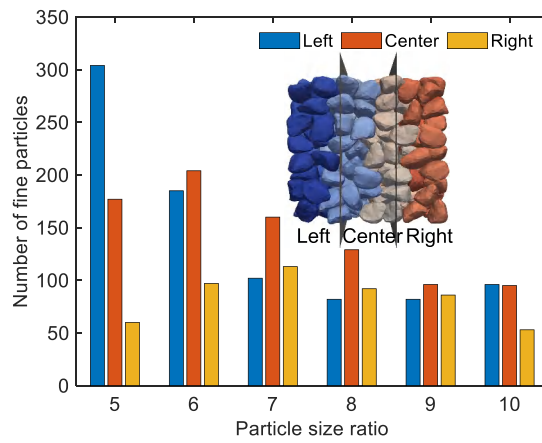 Number of fine particles
350
300
250
200
150
100
50
0
Left Center Right
Left Center Right
5 6 7 8 9 10
Particle size ratio